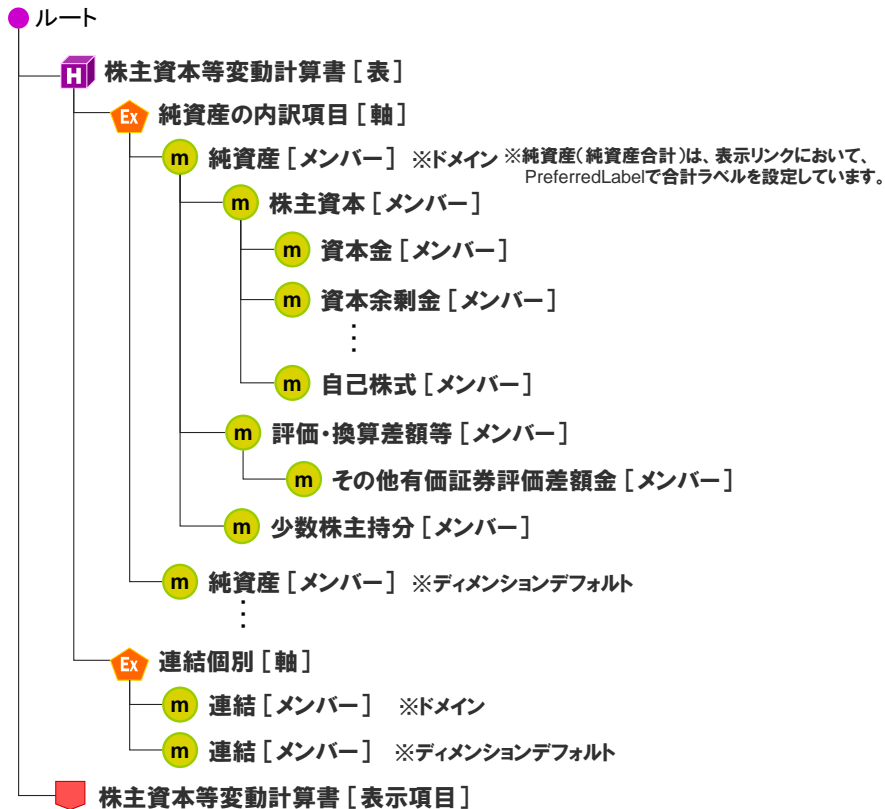 ルート
H 株主資本等変動計算書［表］
Ex 純資産の内訳項目［軸］
m 純資産［メンバー］ ※ドメイン ※純資産（純資産合計）は、表示リンクにおいて、
PreferredLabelで合計ラベルを設定しています。
m 株主資本［メンバー］
m 資本金［メンバー］
m 資本余剰金［メンバー］
⋮
m 自己株式［メンバー］
m 評価・換算差額等［メンバー］
m その他有価証券評価差額金［メンバー］
m 少数株主持分［メンバー］
m 純資産［メンバー］ ※ディメンションデフォルト
⋮
Ex 連結個別［軸］
m 連結［メンバー］ ※ドメイン
m 連結［メンバー］ ※ディメンションデフォルト
株主資本等変動計算書［表示項目］